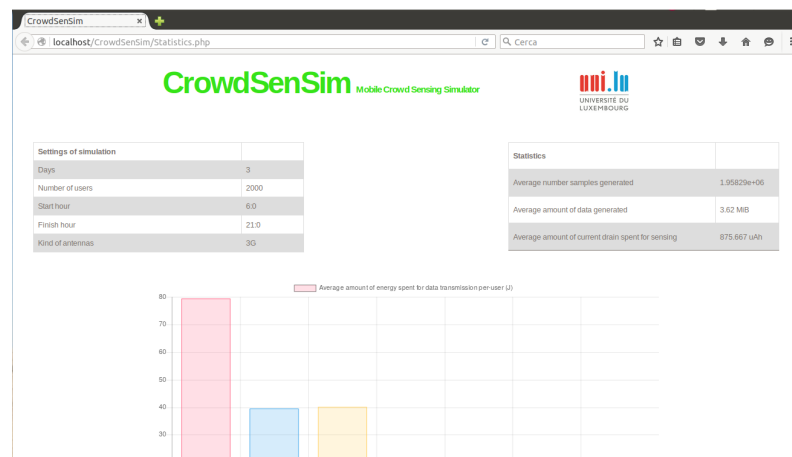 CrowdSenSim
localhost/CrowdSenSim/Statistics.php
Cerca
CrowdSenSim Mobile Crowd Sensing Simulator
uni.lu
UNIVERSITÉ DU
LUXEMBOURG
Settings of simulation
Days 3
Number of users 2000
Start hour 6:0
Finish hour 21:0
Kind of antennas 3G
Statistics
Average number samples generated 1.95829e+06
Average amount of data generated 3.62 MiB
Average amount of current drain spent for sensing 875.667 uAh
Average amount of energy spent for data transmission per-user (J)
80
70
60
50
40
30